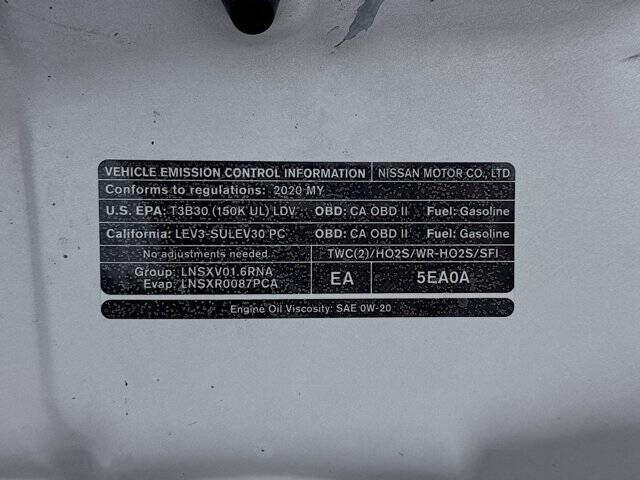 VEHICLE EMISSION CONTROL INFORMATION NISSAN MOTOR CO., LTD
Conforms to regulations: 2020 MY
U.S. EPA: T3B30 (150K UL) LDV OBD: CA OBD II Fuel: Gasoline
California: LEV3-SULEV30 PC OBD: CA OBD II Fuel: Gasoline
No adjustments needed TWC(2)/HO2S/WR-HO2S/SFI
Group: LNSXV01.6RNA
Evap: LNSXR0087PCA
EA 5EA0A
Engine Oil Viscosity: SAE 0W-20